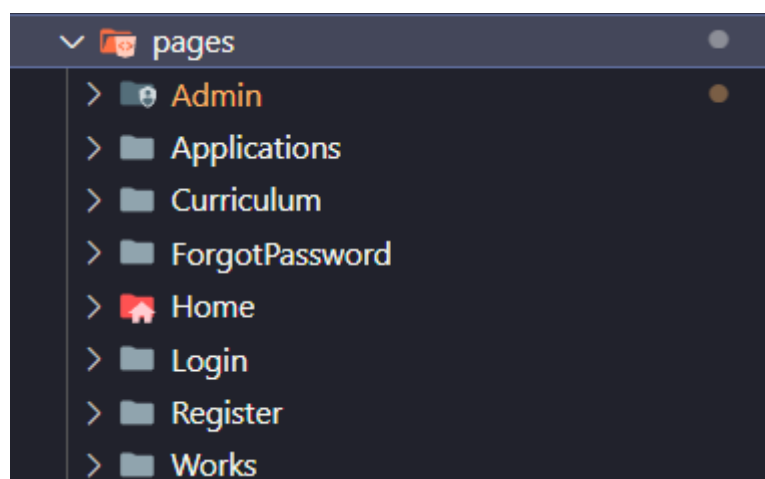 pages
Admin
Applications
Curriculum
ForgotPassword
Home
Login
Register
Works